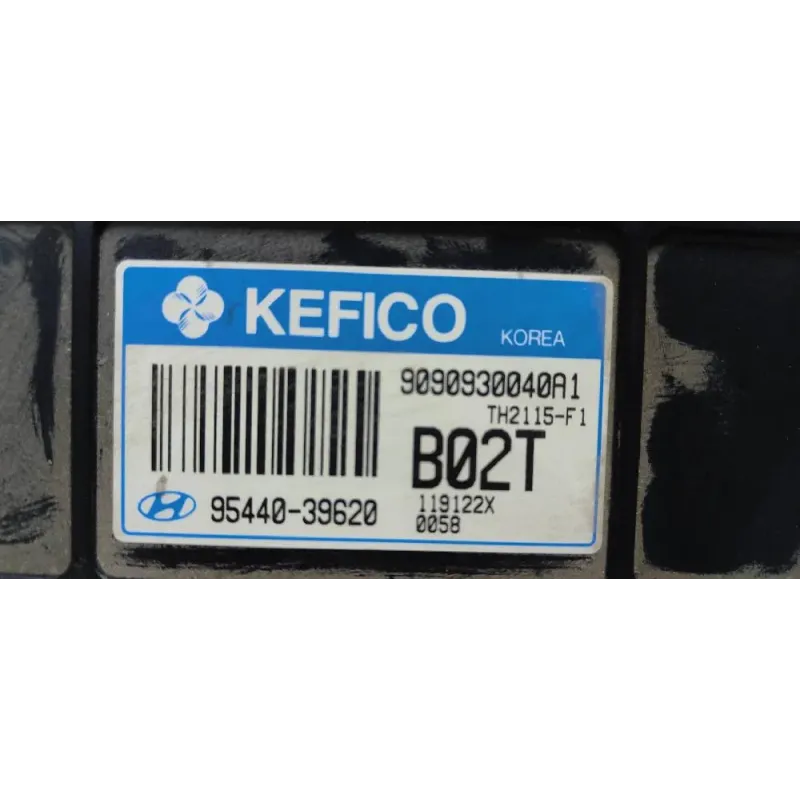 KEFICO KOREA
9090930040A1
TH2115-F1
B02T
95440-39620
119122X
0058